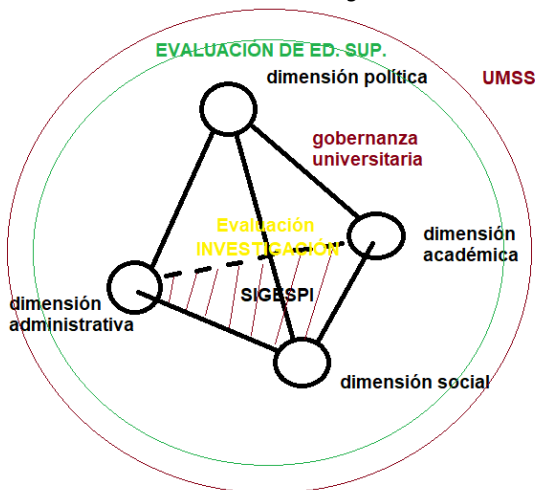 EVALUACIÓN DE ED. SUP.
dimensión política
UMSS
gobernanza
universitaria
Evaluación
INVESTIGACIÓN
dimensión
académica
SIGESPI
dimensión
administrativa
dimensión social